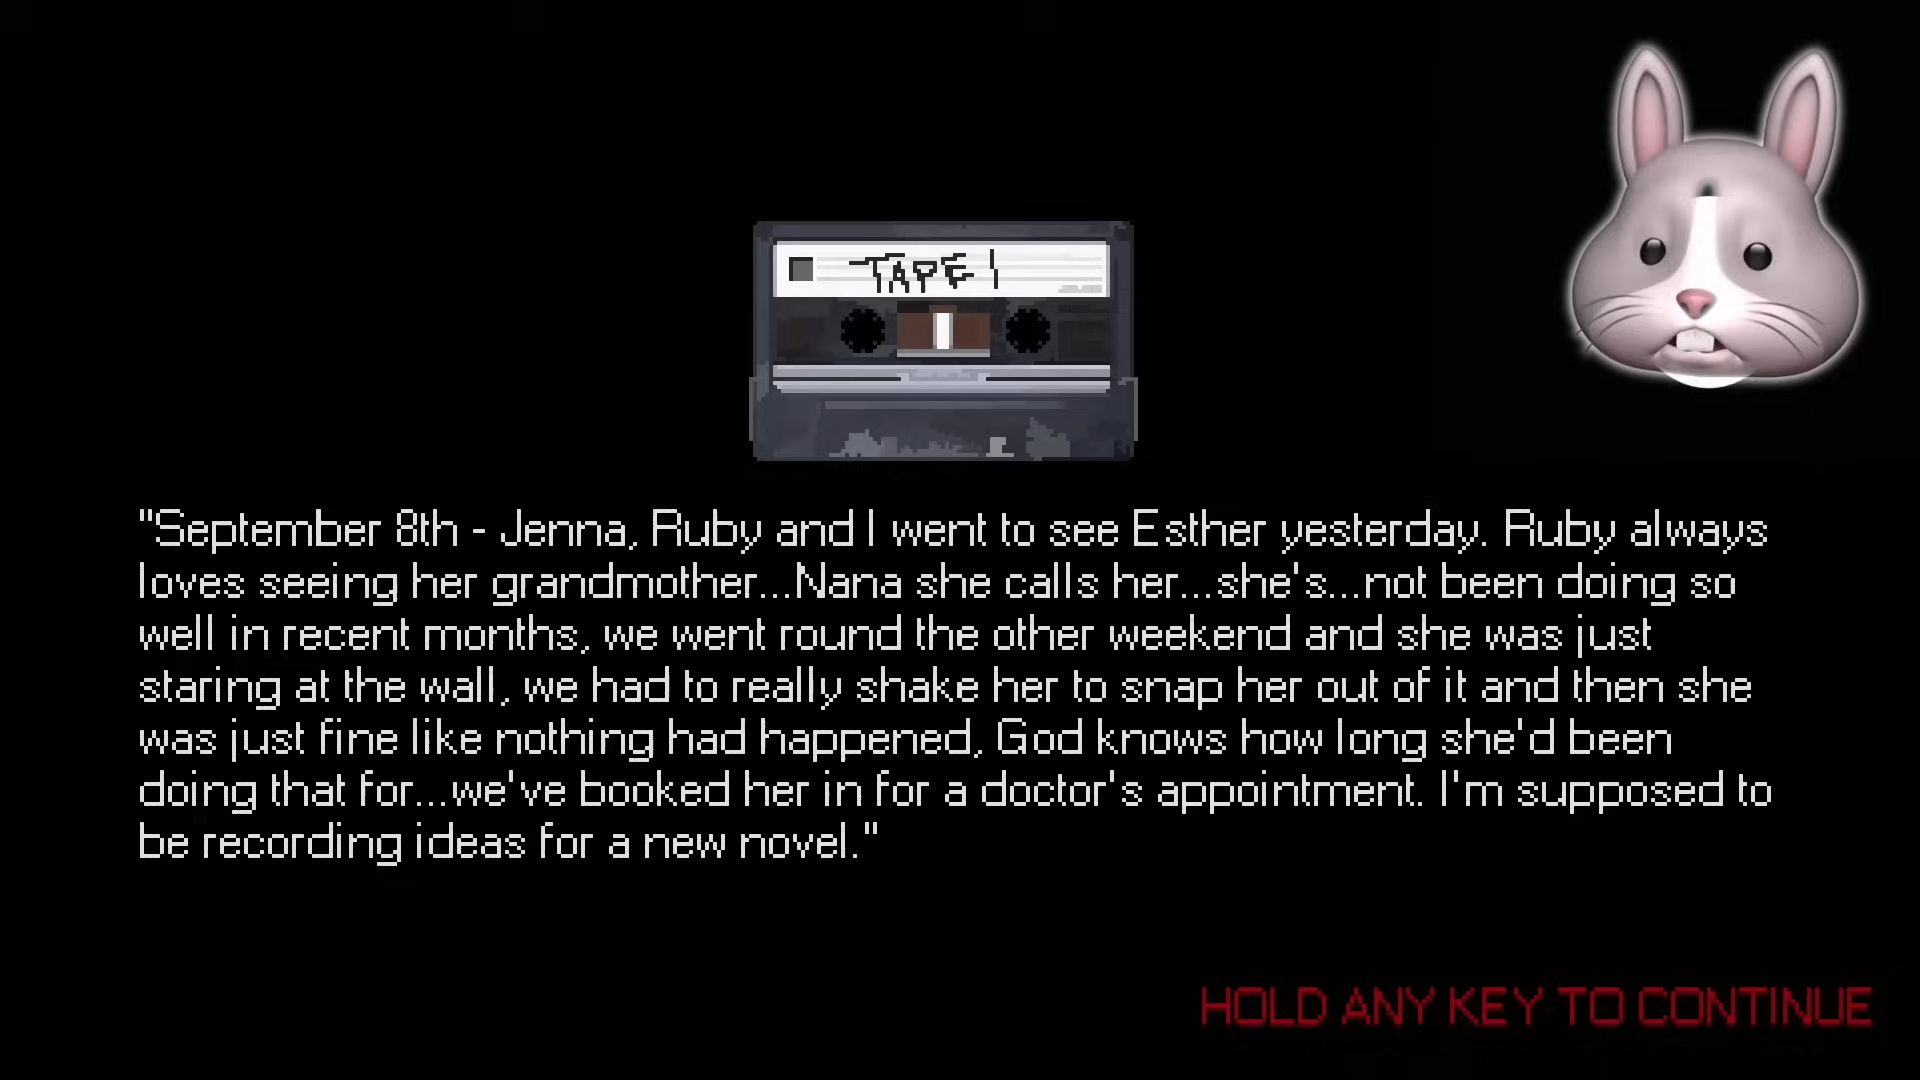 TAPE 1
"September 8th - Jenna, Ruby and I went to see Esther yesterday. Ruby always
loves seeing her grandmother...Nana she calls her...she's...not been doing so
well in recent months, we went round the other weekend and she was just
staring at the wall, we had to really shake her to snap her out of it and then she
was just fine like nothing had happened, God knows how long she'd been
doing that for...we've booked her in for a doctor's appointment. I'm supposed to
be recording ideas for a new novel."
HOLD ANY KEY TO CONTINUE